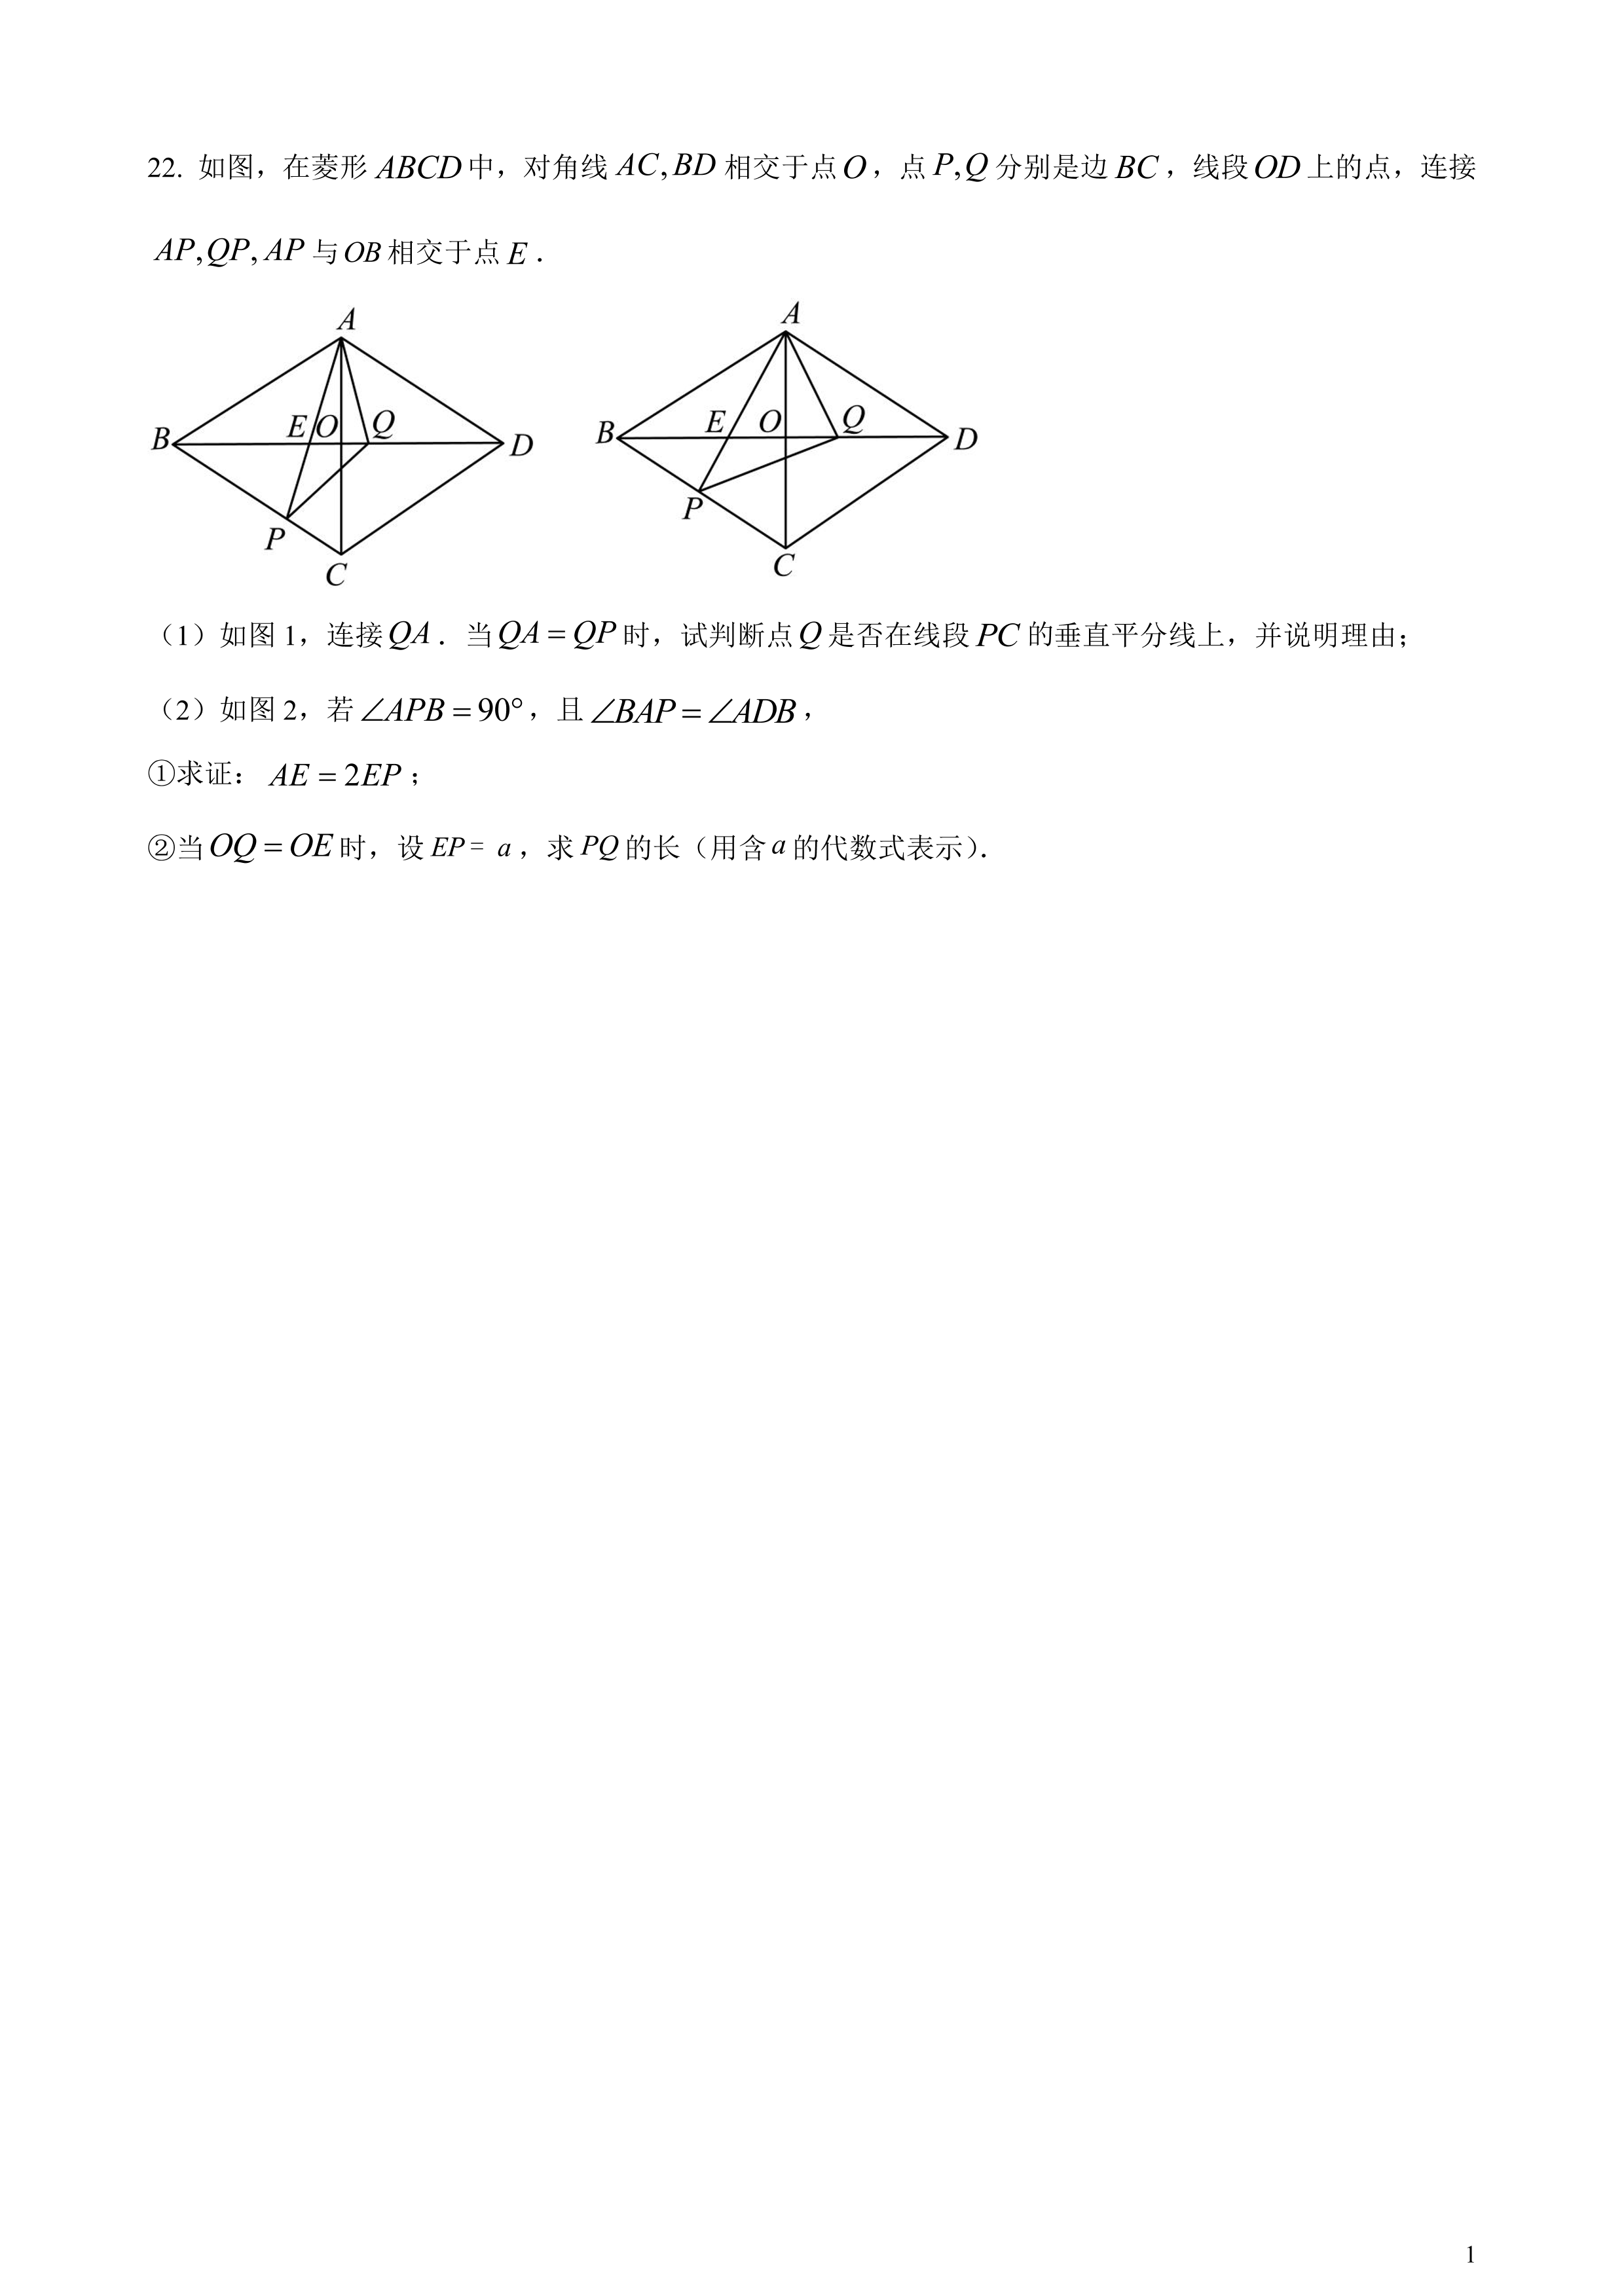 22. 如图，在菱形 ABCD 中，对角线 AC, BD 相交于点 O，点 P,Q 分别是边 BC，线段 OD 上的点，连接
AP,QP, AP 与 OB 相交于点 E．
A
B
E
O
Q
D
P
C
A
B
E
O
Q
D
P
C
（1）如图 1，连接 QA．当 QA = QP 时，试判断点 Q 是否在线段 PC 的垂直平分线上，并说明理由；
（2）如图 2，若 ∠APB = 90°，且 ∠BAP = ∠ADB，
①求证： AE = 2EP；
②当 OQ = OE 时，设 EP = a，求 PQ 的长（用含 a 的代数式表示）．
1